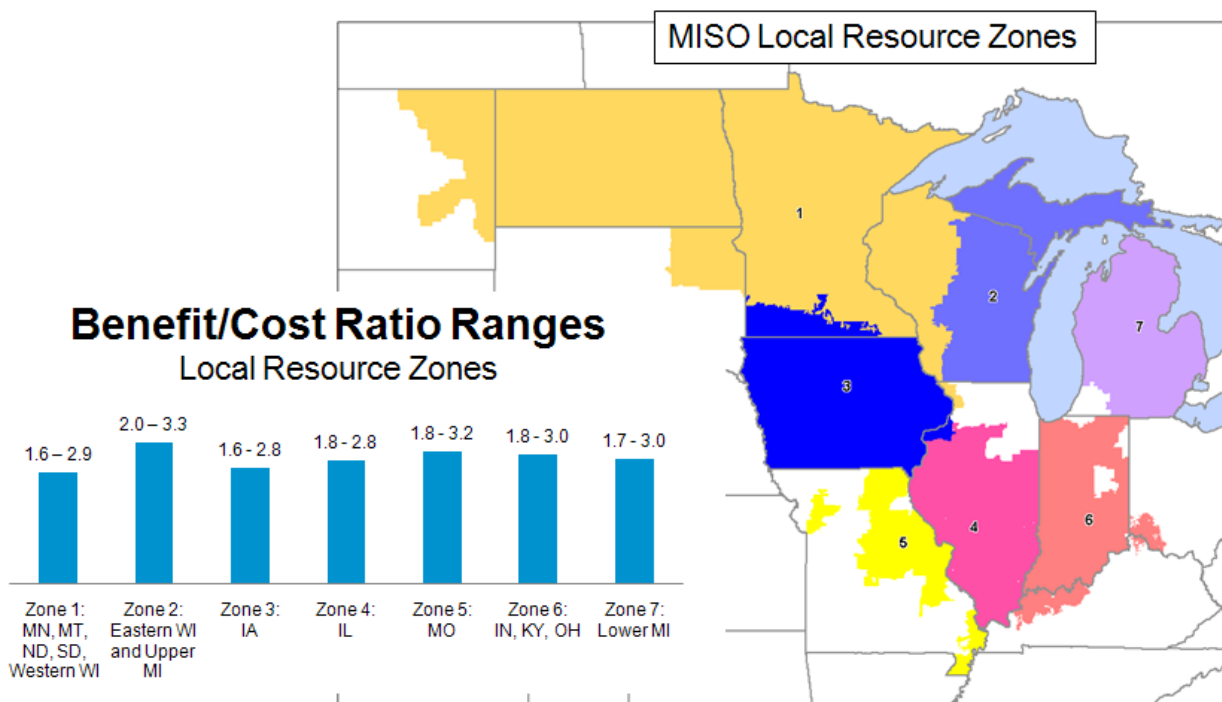 MISO Local Resource Zones
1
2
7
3
4
6
5
Benefit/Cost Ratio Ranges
Local Resource Zones
1.6 – 2.9
2.0 – 3.3
1.6 - 2.8
1.8 - 2.8
1.8 - 3.2
1.8 - 3.0
1.7 - 3.0
Zone 1:
MN, MT,
ND, SD,
Western WI
Zone 2:
Eastern WI
and Upper
MI
Zone 3:
IA
Zone 4:
IL
Zone 5:
MO
Zone 6:
IN, KY, OH
Zone 7:
Lower MI